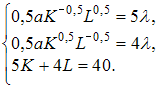 0,5aK^{-0,5}L^{0,5} = 5λ,
0,5aK^{0,5}L^{-0,5} = 4λ,
5K + 4L = 40.